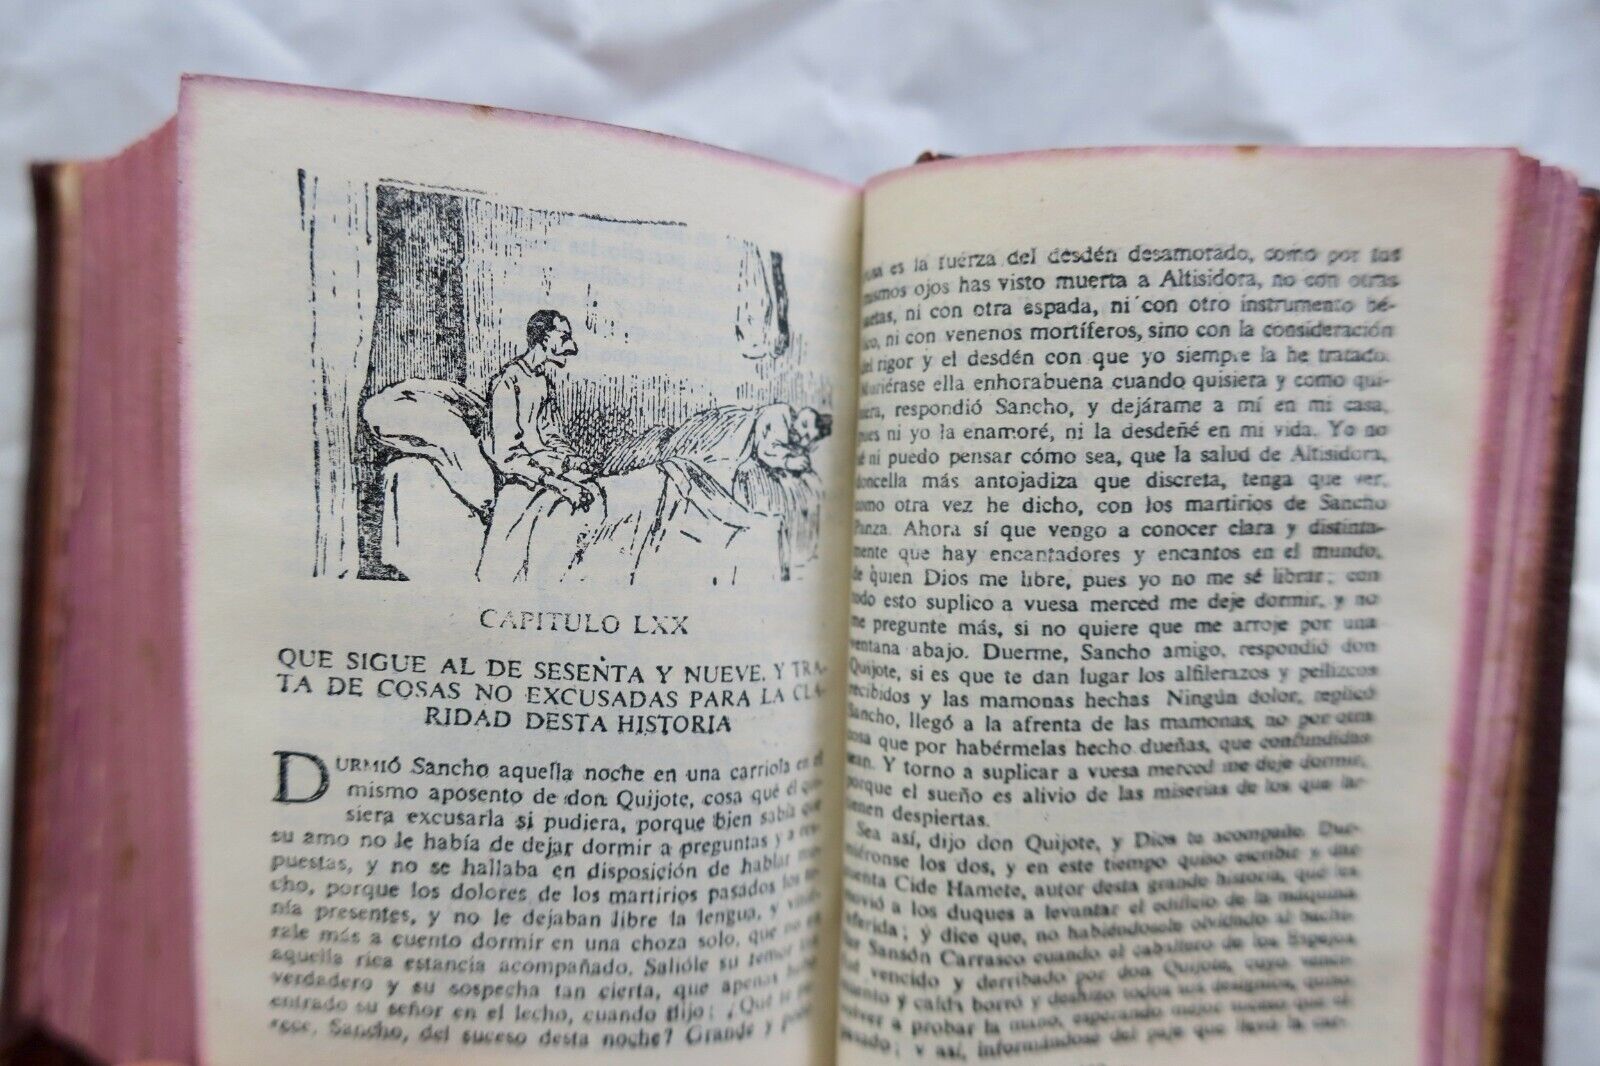 CAPITULO LXX
QUE SIGUE AL DE SESENTA Y NUEVE, Y TRA-
TA DE COSAS NO EXCUSADAS PARA LA CLA-
RIDAD DESTA HISTORIA
DURMIÓ Sancho aquella noche en una carriola en el
mismo aposento de don Quijote, cosa que él qui-
siera excusarla si pudiera, porque bien sabía que
su amo no le había de dejar dormir a preguntas y a res-
puestas, y no se hallaba en disposición de hablar mu-
cho, porque los dolores de los martirios pasados los te-
nía presentes, y no le dejaban libre la lengua, y vinié-
rale más a cuento dormir en una choza solo, que no en
aquella rica estancia acompañado. Salióle su temor tan
verdadero y su sospecha tan cierta, que apenas hubo
entrado su señor en el lecho, cuando dijo: ¿Qué te
Sancho, del suceso desta noche? Grande y
es la fuerza del desdén desamorado, como por tus
mismos ojos has visto muerta a Altisidora, no con otras
saetas, ni con otra espada, ni con otro instrumento bé-
lico, ni con venenos mortíferos, sino con la consideración
del rigor y el desdén con que yo siempre la he tratado.
Muriérase ella enhorabuena cuando quisiera y como qui-
siera, respondió Sancho, y dejárame a mí en mi casa,
pues ni yo la enamoré, ni la desdeñé en mi vida. Yo no
sé ni puedo pensar cómo sea, que la salud de Altisidora,
doncella más antojadiza que discreta, tenga que ver,
como otra vez he dicho, con los martirios de Sancho
Panza. Ahora sí que vengo a conocer clara y distinta-
mente que hay encantadores y encantos en el mundo,
de quien Dios me libre, pues yo no me sé librar; con
todo esto suplico a vuesa merced me deje dormir, y no
me pregunte más, si no quiere que me arroje por una
ventana abajo. Duerme, Sancho amigo, respondió don
Quijote, si es que te dan lugar los alfilerazos y pellizcos
recibidos y las mamonas hechas Ningún dolor, replicó
Sancho, llegó a la afrenta de las mamonas, no por otra
cosa que por habérmelas hecho dueñas, que confundidas
sean. Y torno a suplicar a vuesa merced me deje dormir,
porque el sueño es alivio de las miserias de los que las
tienen despiertas.
Sea así, dijo don Quijote, y Dios te acompañe. Dur-
miéronse los dos, y en este tiempo quiso escribir y dar
cuenta Cide Hamete, autor desta grande historia, qué les
movió a los duques a levantar el edificio de la máquina
referida; y dice que, no habiéndosele olvidado al bachi-
ller Sansón Carrasco cuando el caballero de los Espejos
fué vencido y derribado por don Quijote, cuyo venci-
miento y caída borró y deshizo todos sus designios, quiso
volver a probar la mano, esperando mejor suceso que el
pasado; y así, informándose del paje que llevó la car-